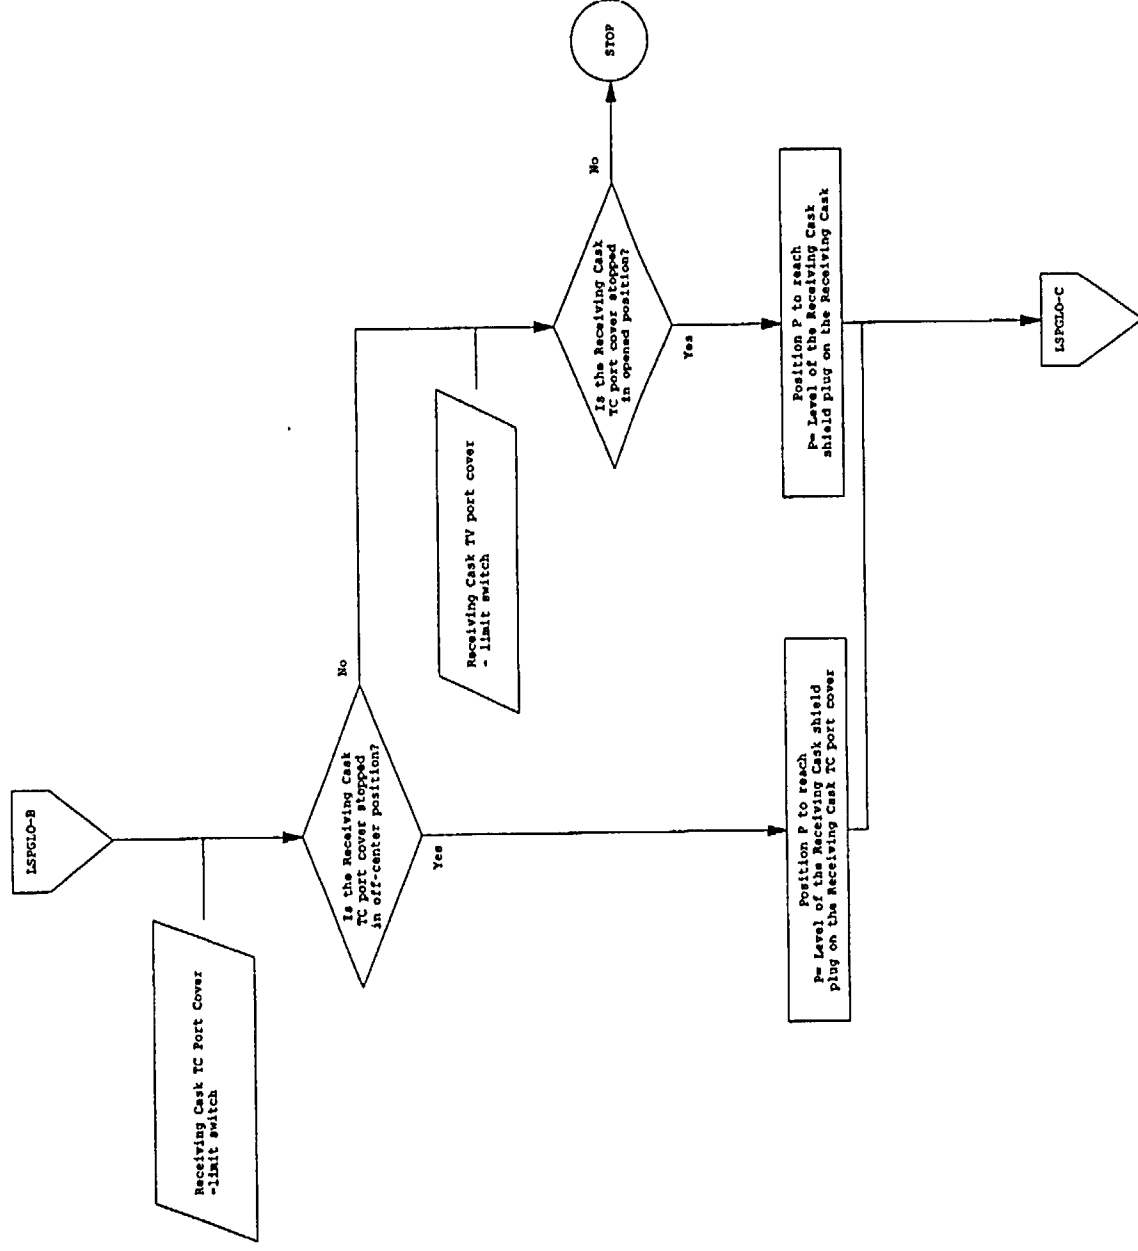 LSPGLO-B
Receiving Cask TC Port Cover
-limit switch
Is the Receiving Cask
TC port cover stopped
in off-center position?
No
Yes
Receiving Cask TV port cover
- limit switch
Is the Receiving Cask
TC port cover stopped
in opened position?
No
STOP
Yes
Position P to reach
P= Level of the Receiving Cask shield
plug on the Receiving Cask TC port cover
Position P to reach
P= Level of the Receiving Cask
shield plug on the Receiving Cask
LSPGLO-C